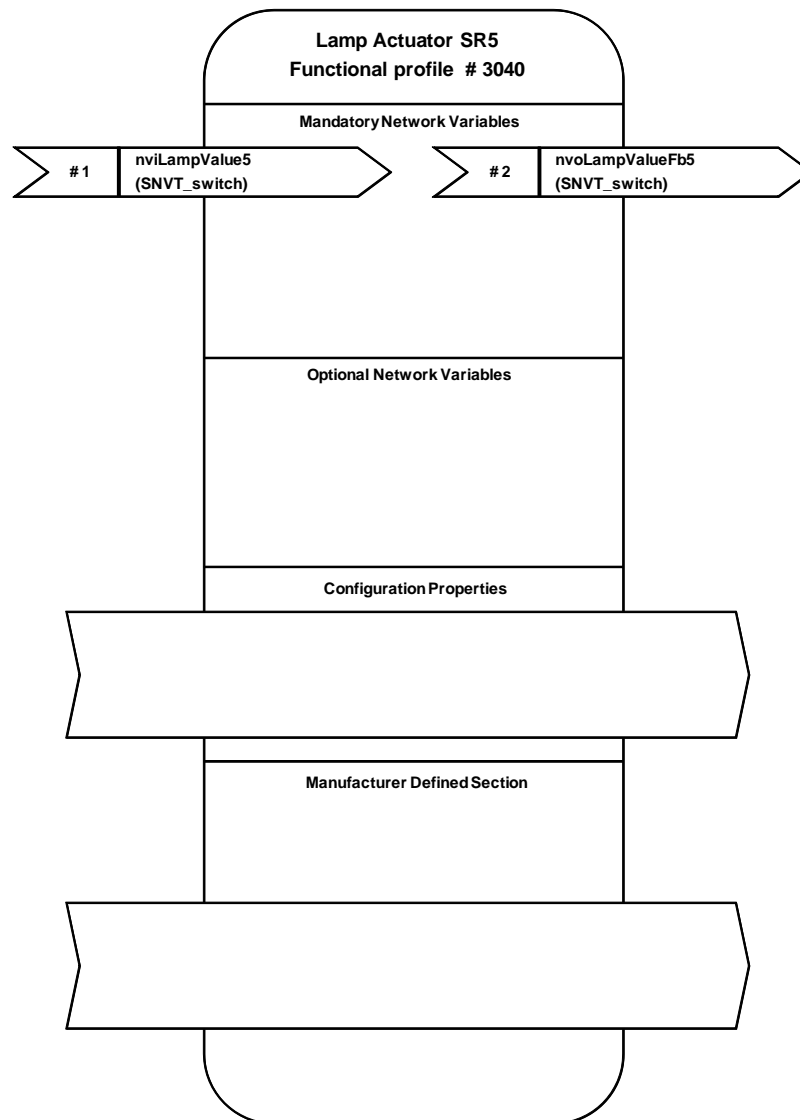 Lamp Actuator SR5
Functional profile # 3040
Mandatory Network Variables
# 1
nviLampValue5
(SNVT_switch)
# 2
nvoLampValueFb5
(SNVT_switch)
Optional Network Variables
Configuration Properties
Manufacturer Defined Section